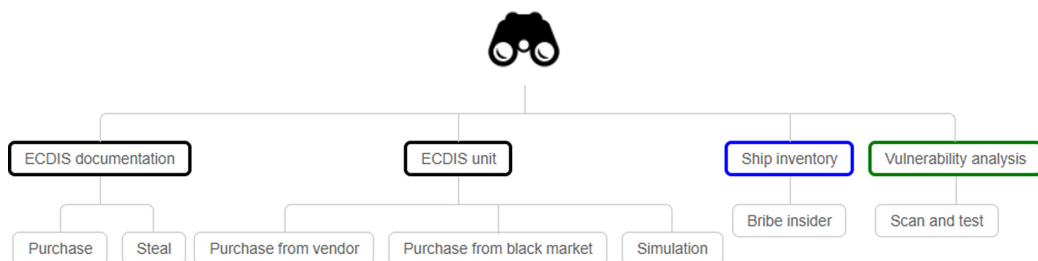 ECDIS documentation
ECDIS unit
Ship inventory
Vulnerability analysis
Purchase
Steal
Purchase from vendor
Purchase from black market
Simulation
Bribe insider
Scan and test